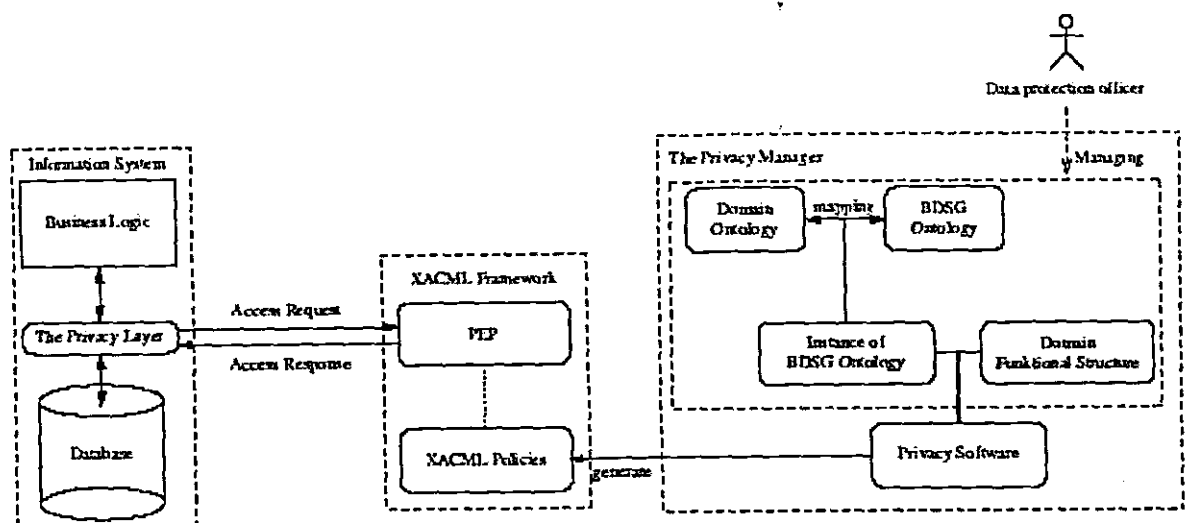 Data protection officer
Information System
Business Logic
The Privacy Layer
Database
Access Request
Access Response
XACML Framework
PEP
XACML Policies
generate
The Privacy Manager
Managing
Domain
Ontology
mapping
BDSG
Ontology
Instance of
BDSG Ontology
Domain
Funktional Structure
Privacy Software